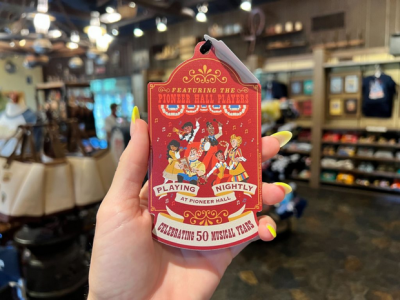 FEATURING THE
PIONEER HALL PLAYERS
PLAYING NIGHTLY
AT PIONEER HALL
CELEBRATING 50 MUSICAL YEARS